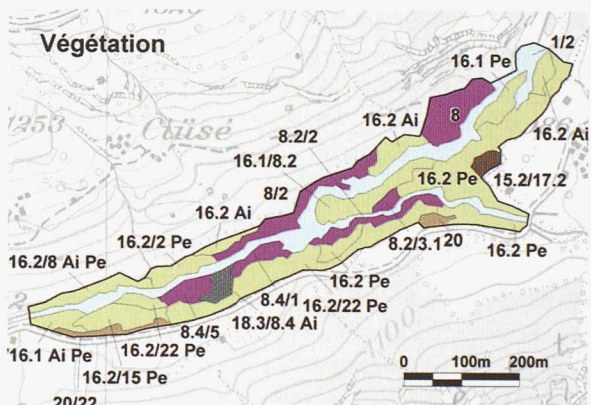 Végétation
1/2
16.1 Pe
8
16.2 Ai
8.2/2
16.2 Ai
1253
Clüsé
16.1/8.2
16.2 Pe
15.2/17.2
8/2
16.2 Ai
16.2/2 Pe
8.2/3.1
20
16.2 Pe
16.2/8 Ai Pe
16.2 Pe
8.4/1
16.2/22 Pe
8.4/5
18.3/8.4 Ai
1100
16.1 Ai Pe
16.2/22 Pe
16.2/15 Pe
20/22
0 100m 200m